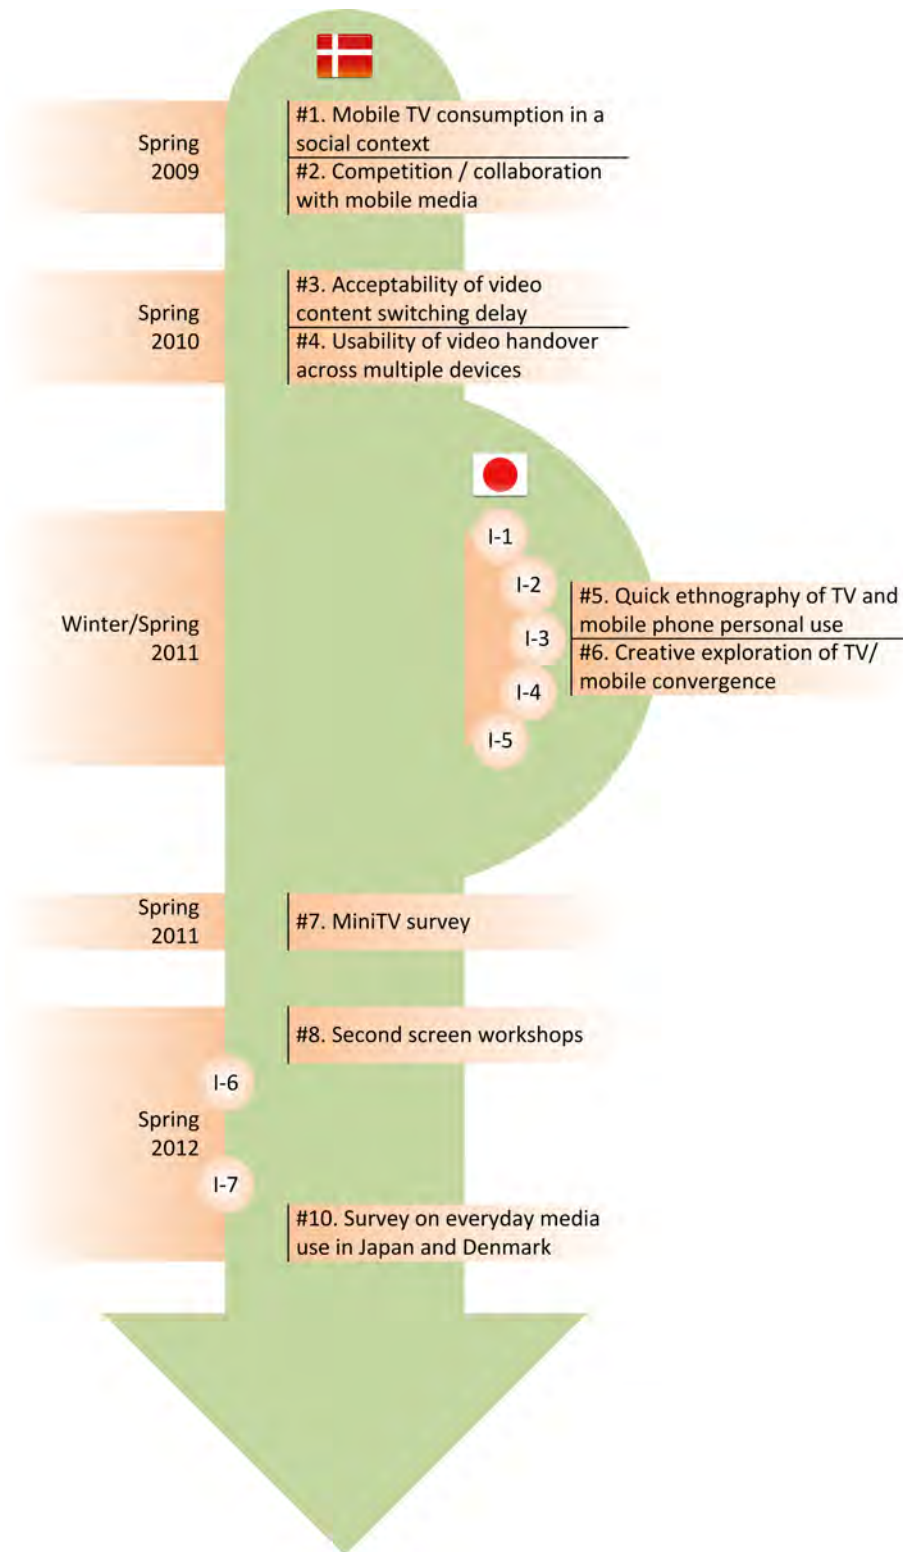 Spring
2009
#1. Mobile TV consumption in a
social context
#2. Competition / collaboration
with mobile media
Spring
2010
#3. Acceptability of video
content switching delay
#4. Usability of video handover
across multiple devices
Winter/Spring
2011
I-1
I-2
I-3
I-4
I-5
#5. Quick ethnography of TV and
mobile phone personal use
#6. Creative exploration of TV/
mobile convergence
Spring
2011
#7. MiniTV survey
#8. Second screen workshops
I-6
Spring
2012
I-7
#10. Survey on everyday media
use in Japan and Denmark